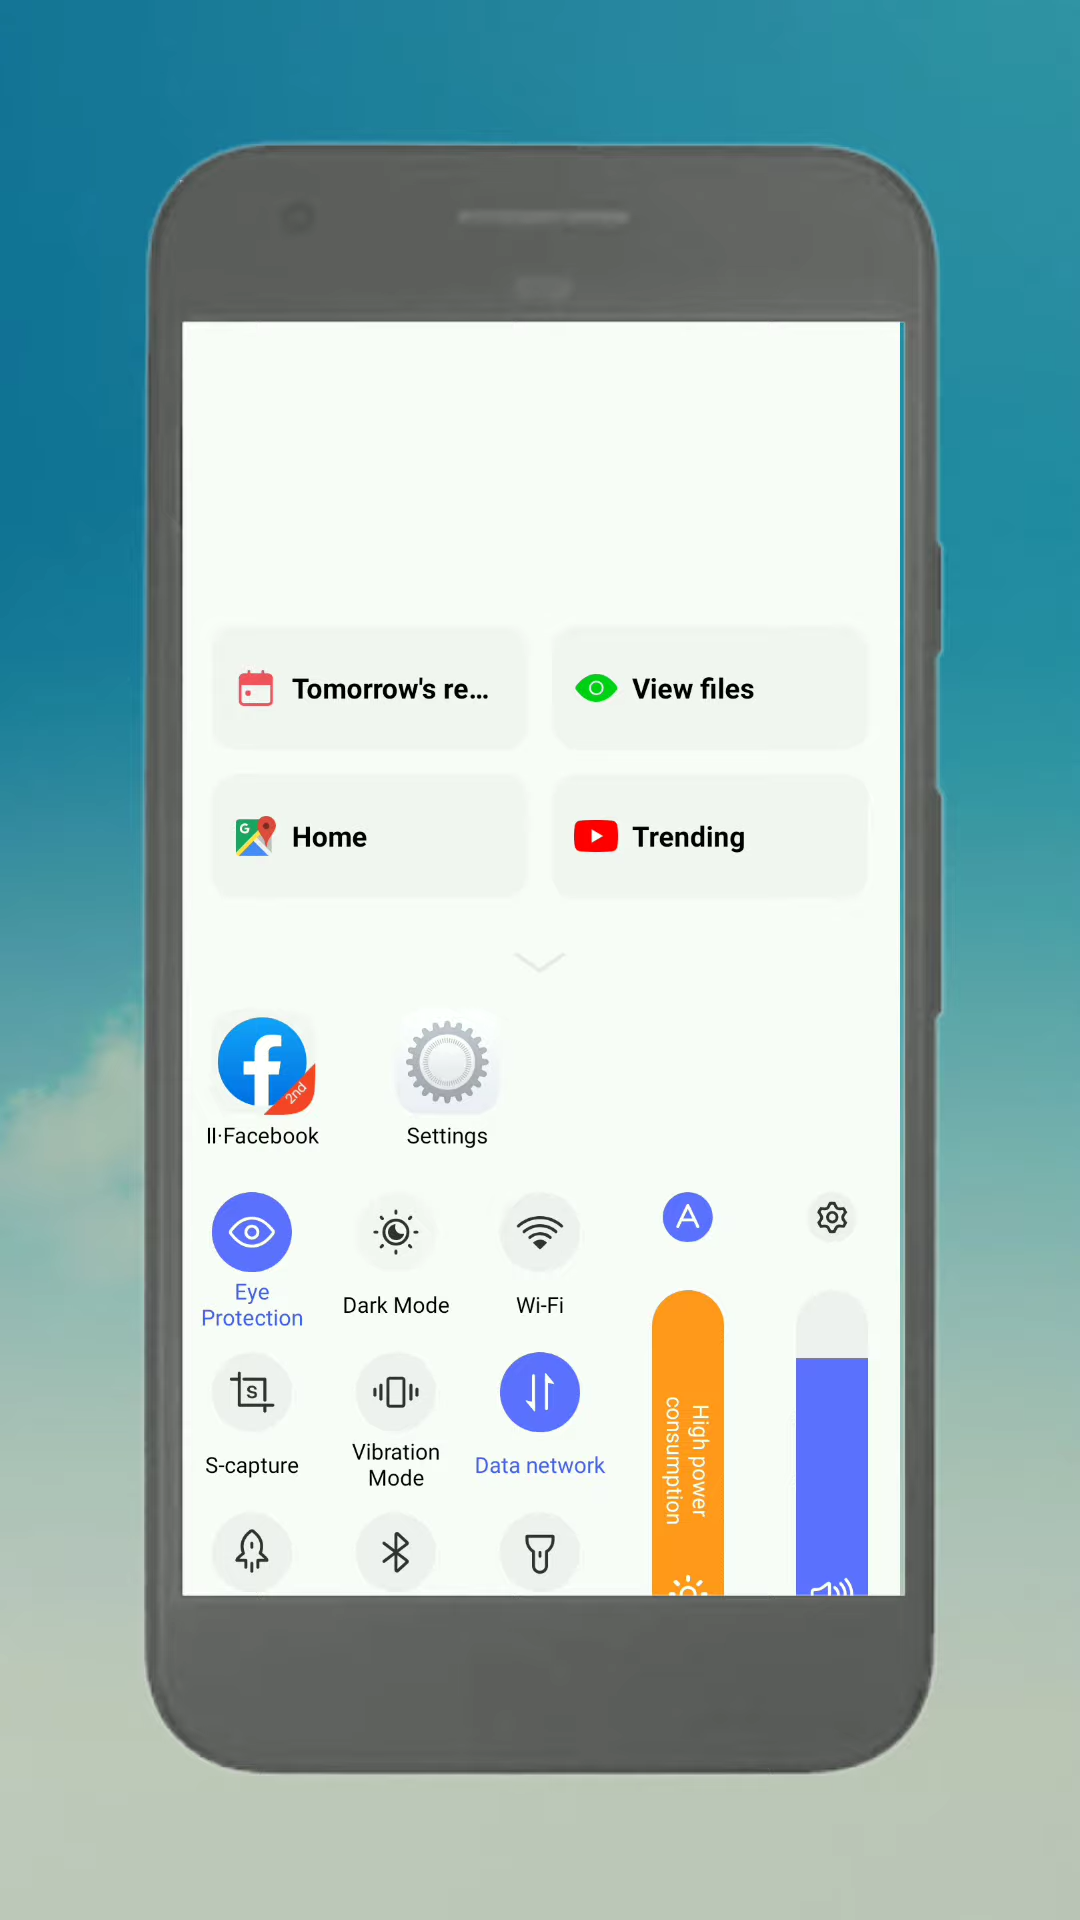 Tomorrow's re...
View files
Home
Trending
2nd
II·Facebook
Settings
A
Eye
Protection
Dark Mode
Wi-Fi
S
S-capture
Vibration
Mode
Data network
High power
consumption